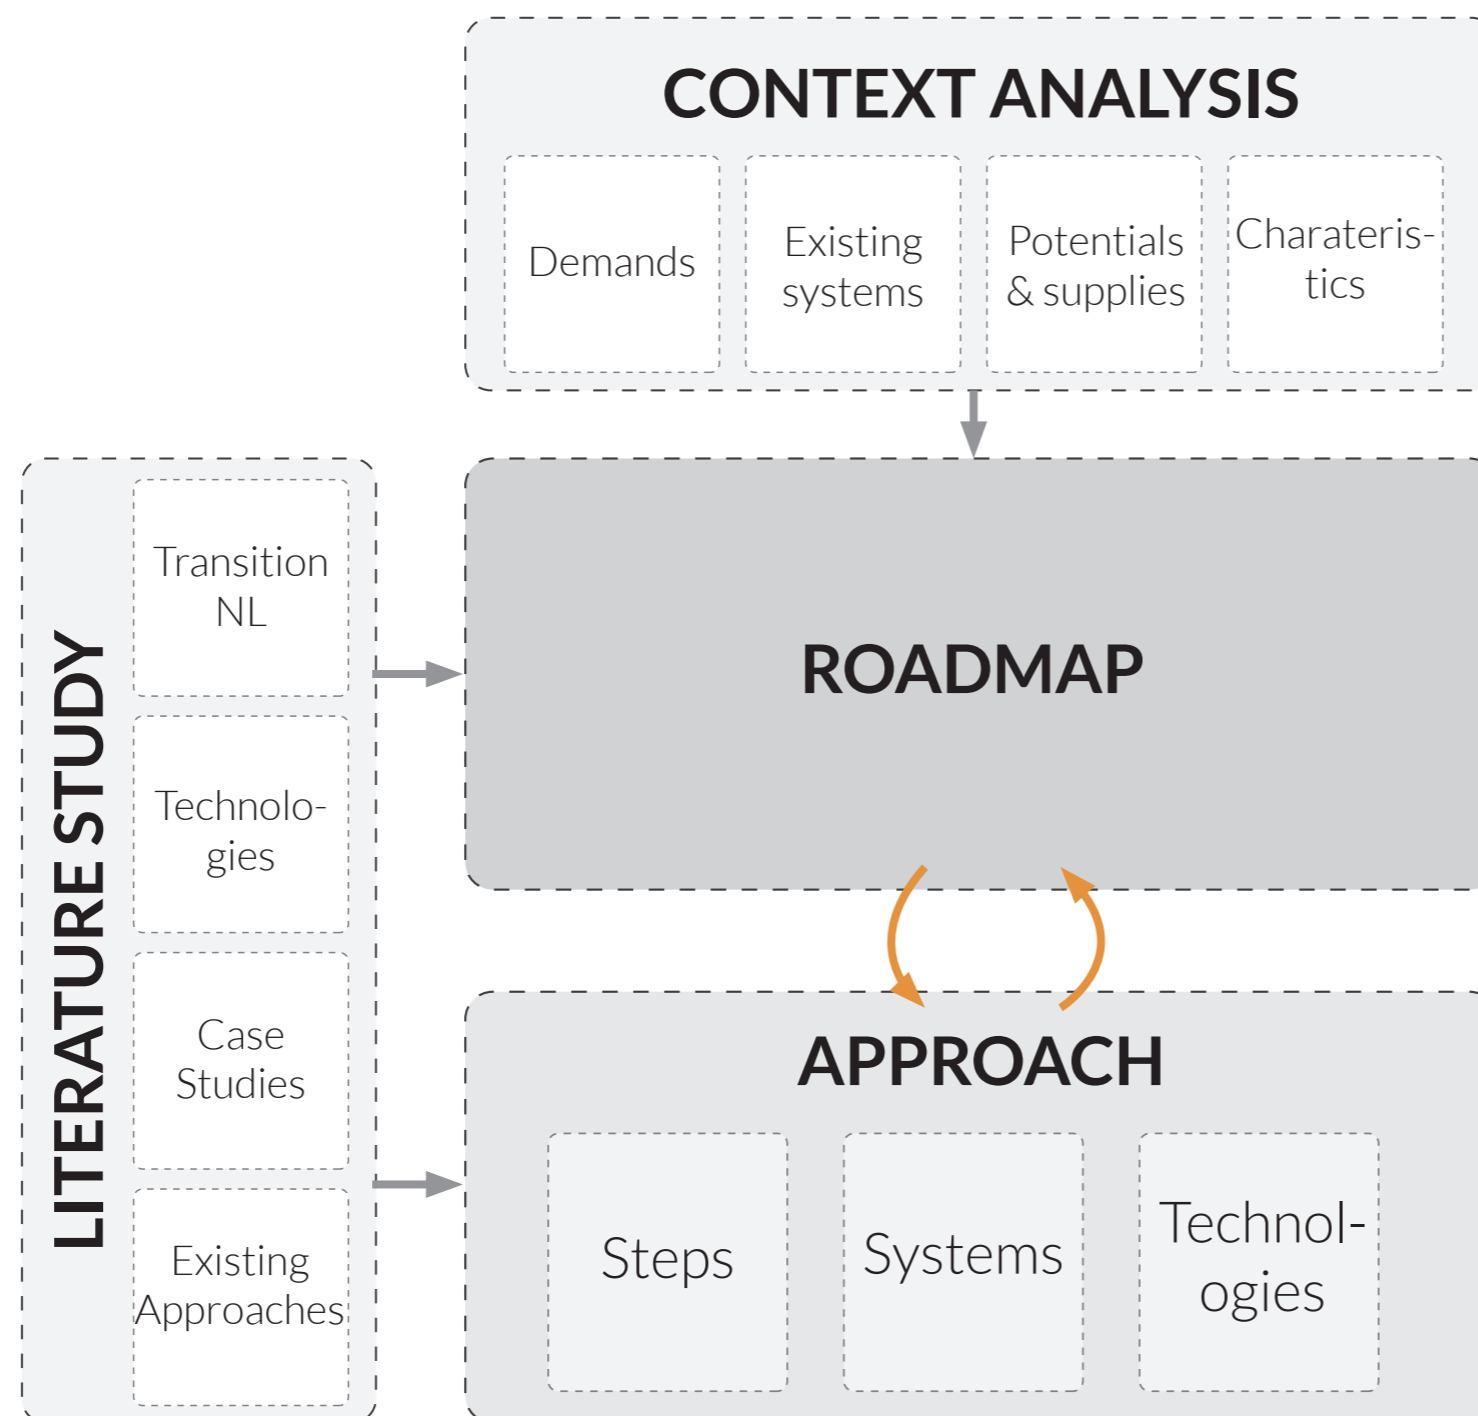 CONTEXT ANALYSIS
Demands
Existing
systems
Potentials
& supplies
Charateris-
tics
LITERATURE STUDY
Transition
NL
Technolo-
gies
Case
Studies
Existing
Approaches
ROADMAP
APPROACH
Steps
Systems
Technol-
ogies